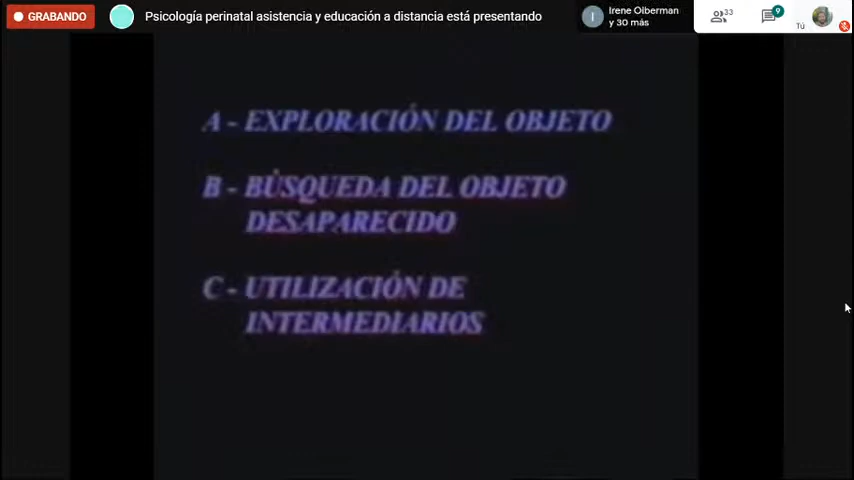 GRABANDO
Psicología perinatal asistencia y educación a distancia está presentando
I
Irene Olberman
y 30 más
33
9
Tú
A - EXPLORACIÓN DEL OBJETO
B - BÚSQUEDA DEL OBJETO
DESAPARECIDO
C - UTILIZACIÓN DE
INTERMEDIARIOS